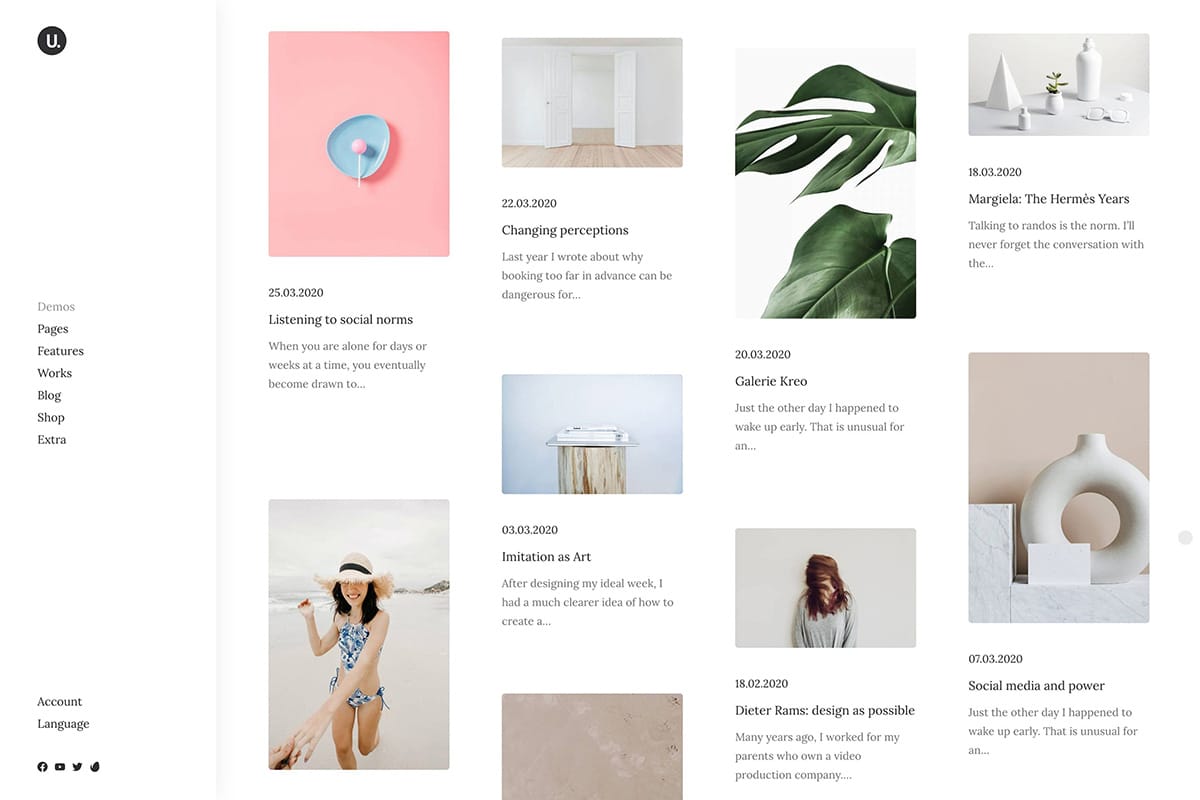 U.
Demos
Pages
Features
Works
Blog
Shop
Extra
Account
Language
25.03.2020
Listening to social norms
When you are alone for days or
weeks at a time, you eventually
become drawn to...
22.03.2020
Changing perceptions
Last year I wrote about why
booking too far in advance can be
dangerous for...
03.03.2020
Imitation as Art
After designing my ideal week, I
had a much clearer idea of how to
create a...
20.03.2020
Galerie Kreo
Just the other day I happened to
wake up early. That is unusual for
an...
18.02.2020
Dieter Rams: design as possible
Many years ago, I worked for my
parents who own a video
production company....
18.03.2020
Margiela: The Hermès Years
Talking to randos is the norm. I'll
never forget the conversation with
the...
07.03.2020
Social media and power
Just the other day I happened to
wake up early. That is unusual for
an...